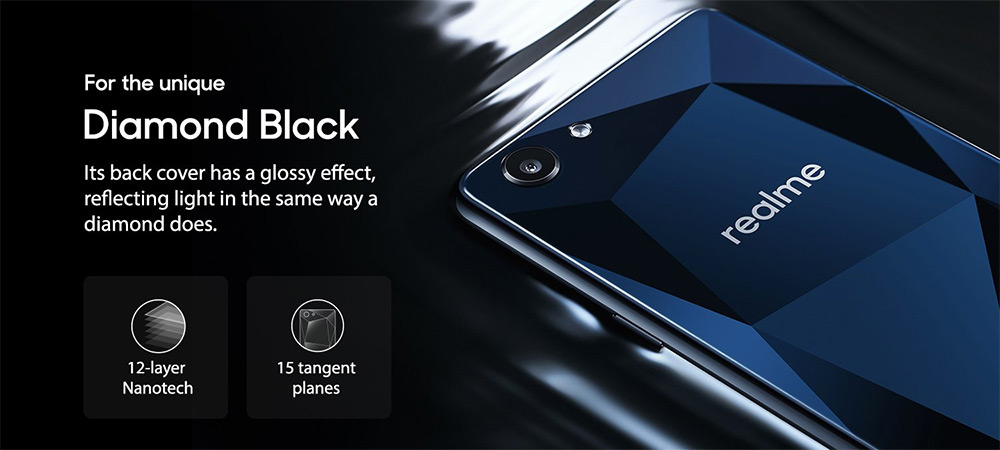 For the unique
Diamond Black
Its back cover has a glossy effect,
reflecting light in the same way a
diamond does.
12-layer
Nanotech
15 tangent
planes
realme